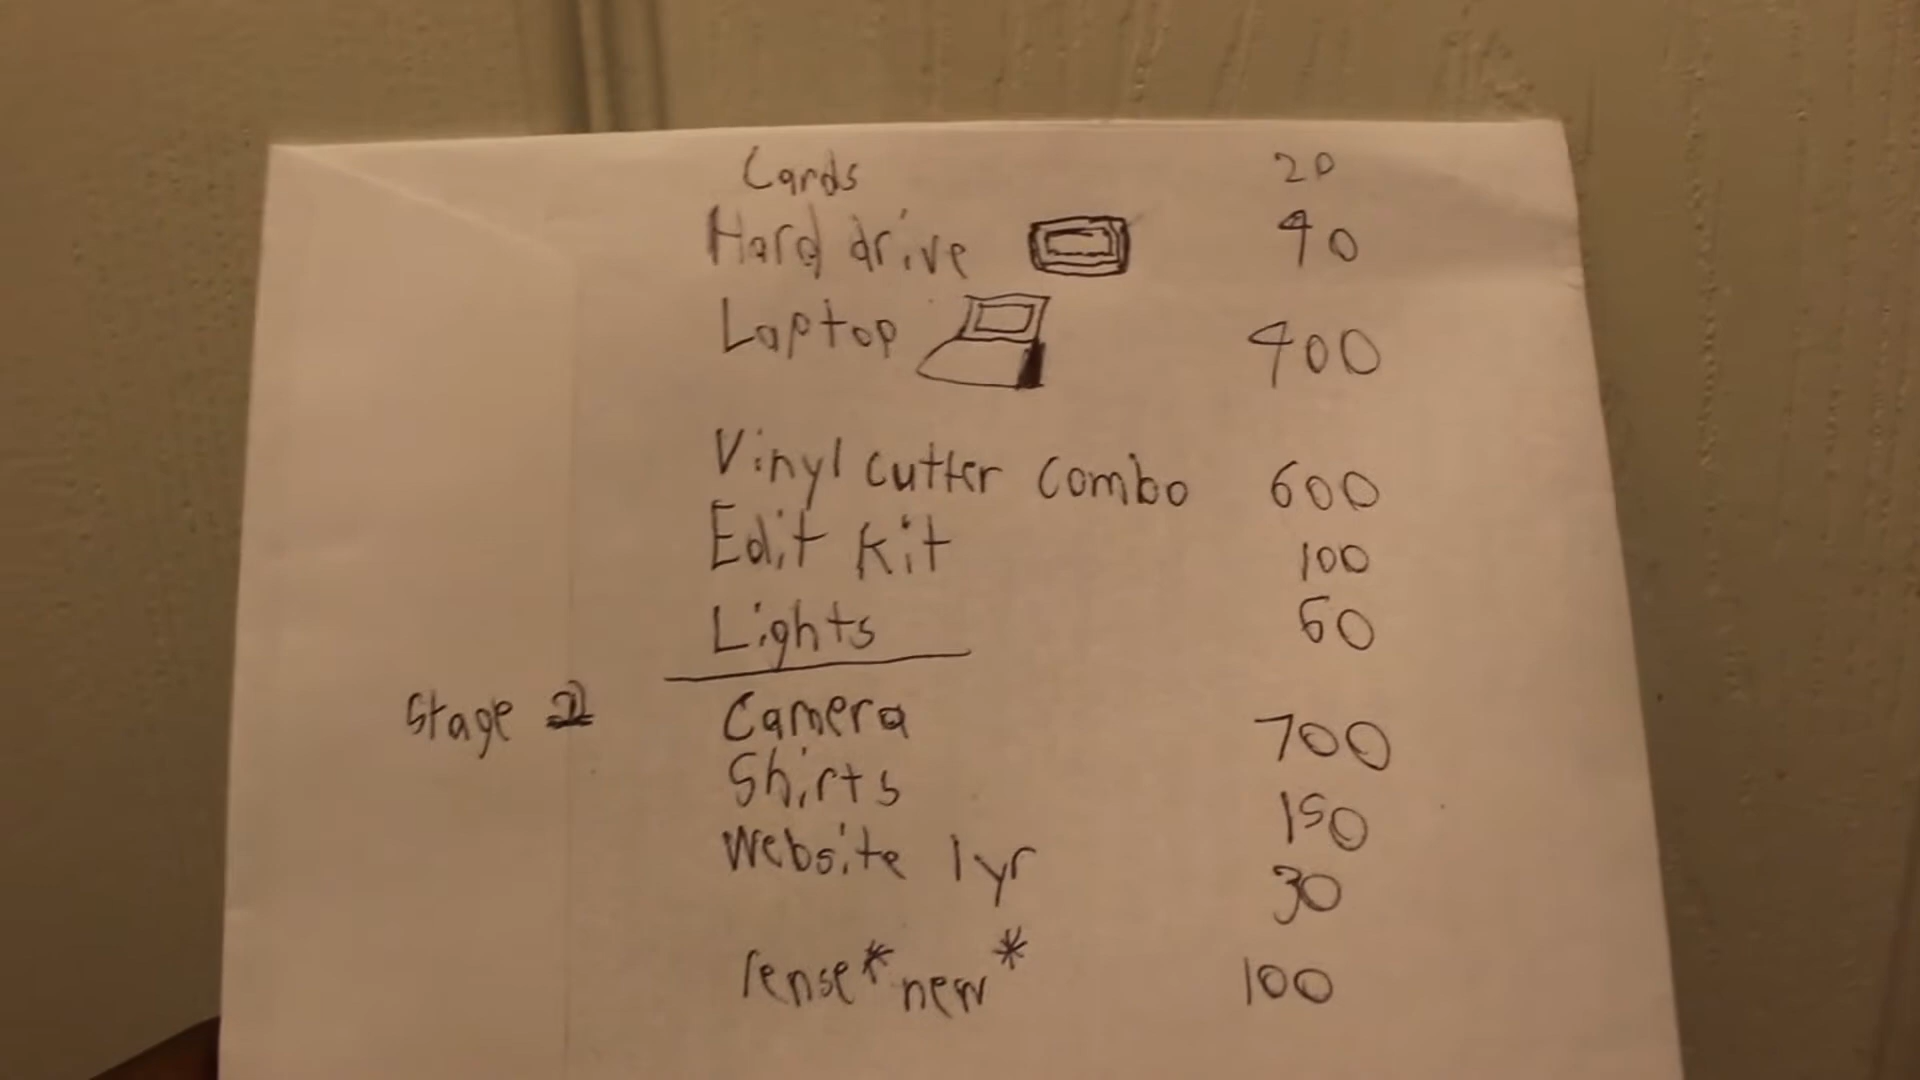 Cards 20
Hard drive 40
Laptop 400
Vinyl cutter combo 600
Edit kit 100
Lights 60
Stage 2 Camera 700
Shirts 150
Website 1yr 30
lense *new* 100